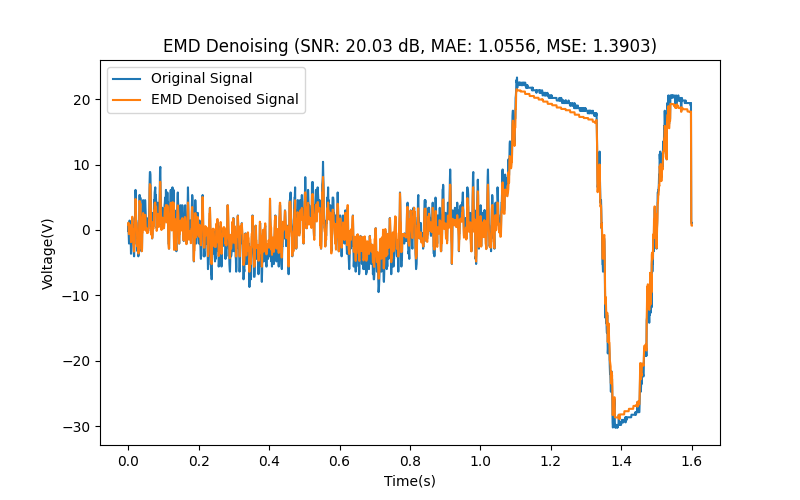 EMD Denoising (SNR: 20.03 dB, MAE: 1.0556, MSE: 1.3903)
Original Signal
EMD Denoised Signal
20
10
0
−10
−20
−30
Voltage(V)
0.0 0.2 0.4 0.6 0.8 1.0 1.2 1.4 1.6
Time(s)